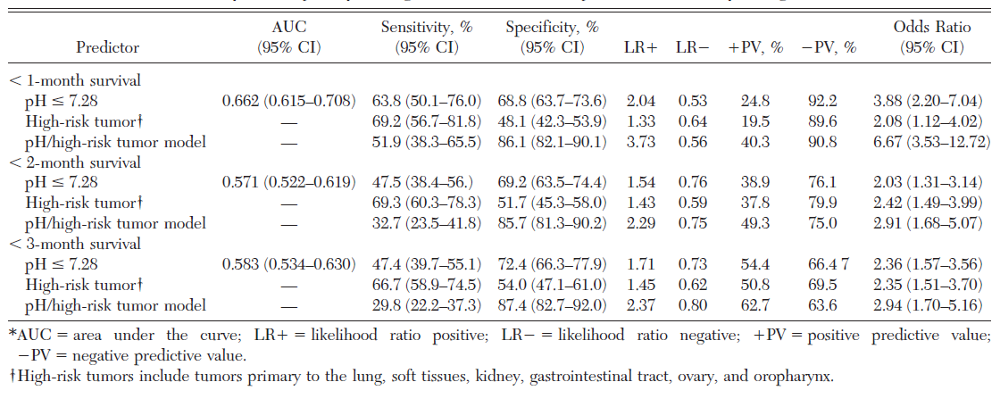 AUC Sensitivity, % Specificity, % Odds Ratio
Predictor (95% CI) (95% CI) (95% CI) LR+ LR− +PV, % −PV, % (95% CI)
< 1-month survival
pH ≤ 7.28 0.662 (0.615–0.708) 63.8 (50.1–76.0) 68.8 (63.7–73.6) 2.04 0.53 24.8 92.2 3.88 (2.20–7.04)
High-risk tumor† — 69.2 (56.7–81.8) 48.1 (42.3–53.9) 1.33 0.64 19.5 89.6 2.08 (1.12–4.02)
pH/high-risk tumor model — 51.9 (38.3–65.5) 86.1 (82.1–90.1) 3.73 0.56 40.3 90.8 6.67 (3.53–12.72)
< 2-month survival
pH ≤ 7.28 0.571 (0.522–0.619) 47.5 (38.4–56.) 69.2 (63.5–74.4) 1.54 0.76 38.9 76.1 2.03 (1.31–3.14)
High-risk tumor† — 69.3 (60.3–78.3) 51.7 (45.3–58.0) 1.43 0.59 37.8 79.9 2.42 (1.49–3.99)
pH/high-risk tumor model — 32.7 (23.5–41.8) 85.7 (81.3–90.2) 2.29 0.75 49.3 75.0 2.91 (1.68–5.07)
< 3-month survival
pH ≤ 7.28 0.583 (0.534–0.630) 47.4 (39.7–55.1) 72.4 (66.3–77.9) 1.71 0.73 54.4 66.4 7 2.36 (1.57–3.56)
High-risk tumor† — 66.7 (58.9–74.5) 54.0 (47.1–61.0) 1.45 0.62 50.8 69.5 2.35 (1.51–3.70)
pH/high-risk tumor model — 29.8 (22.2–37.3) 87.4 (82.7–92.0) 2.37 0.80 62.7 63.6 2.94 (1.70–5.16)
*AUC = area under the curve; LR+ = likelihood ratio positive; LR− = likelihood ratio negative; +PV = positive predictive value;
−PV = negative predictive value.
†High-risk tumors include tumors primary to the lung, soft tissues, kidney, gastrointestinal tract, ovary, and oropharynx.